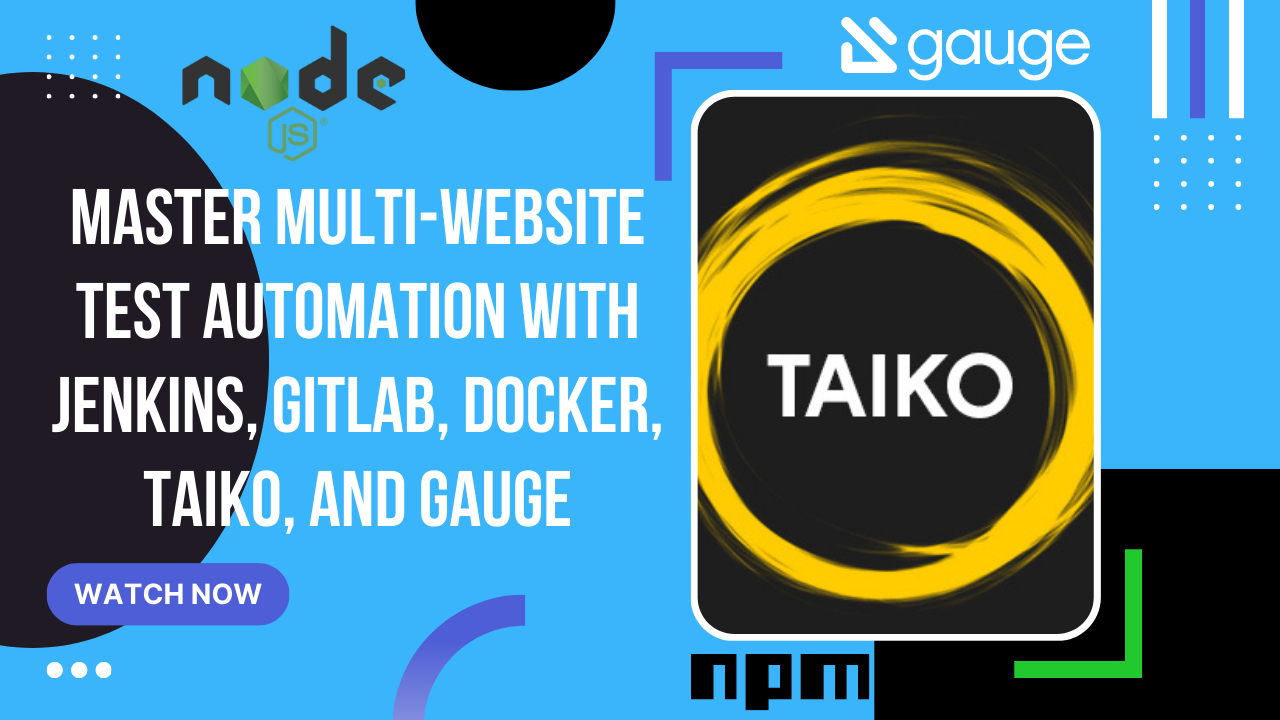 node
JS
gauge
MASTER MULTI-WEBSITE
TEST AUTOMATION WITH
JENKINS, GITLAB, DOCKER,
TAIKO, AND GAUGE
TAIKO
WATCH NOW
npm